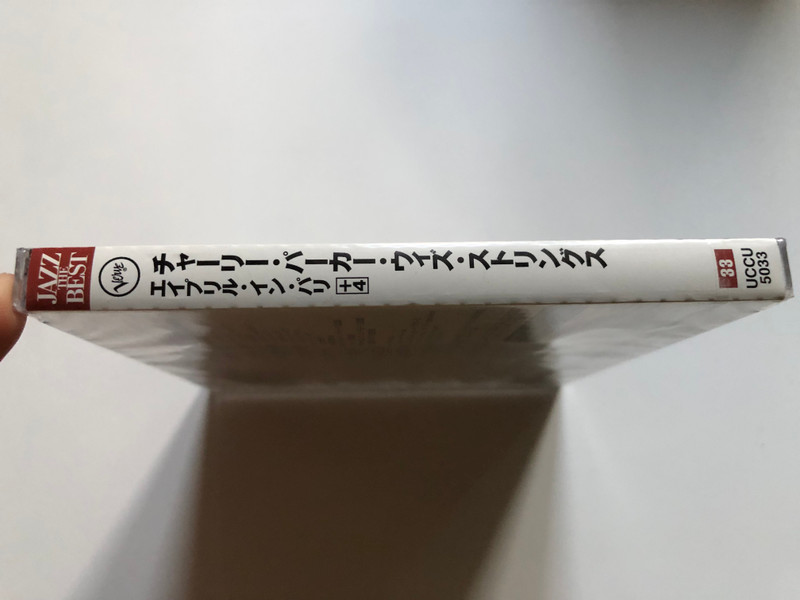 JAZZ
THE
BEST
Verve
チャーリー・パーカー・ウィズ・ストリングス
エイプリル・イン・パリ +4
33
UCCU
5033